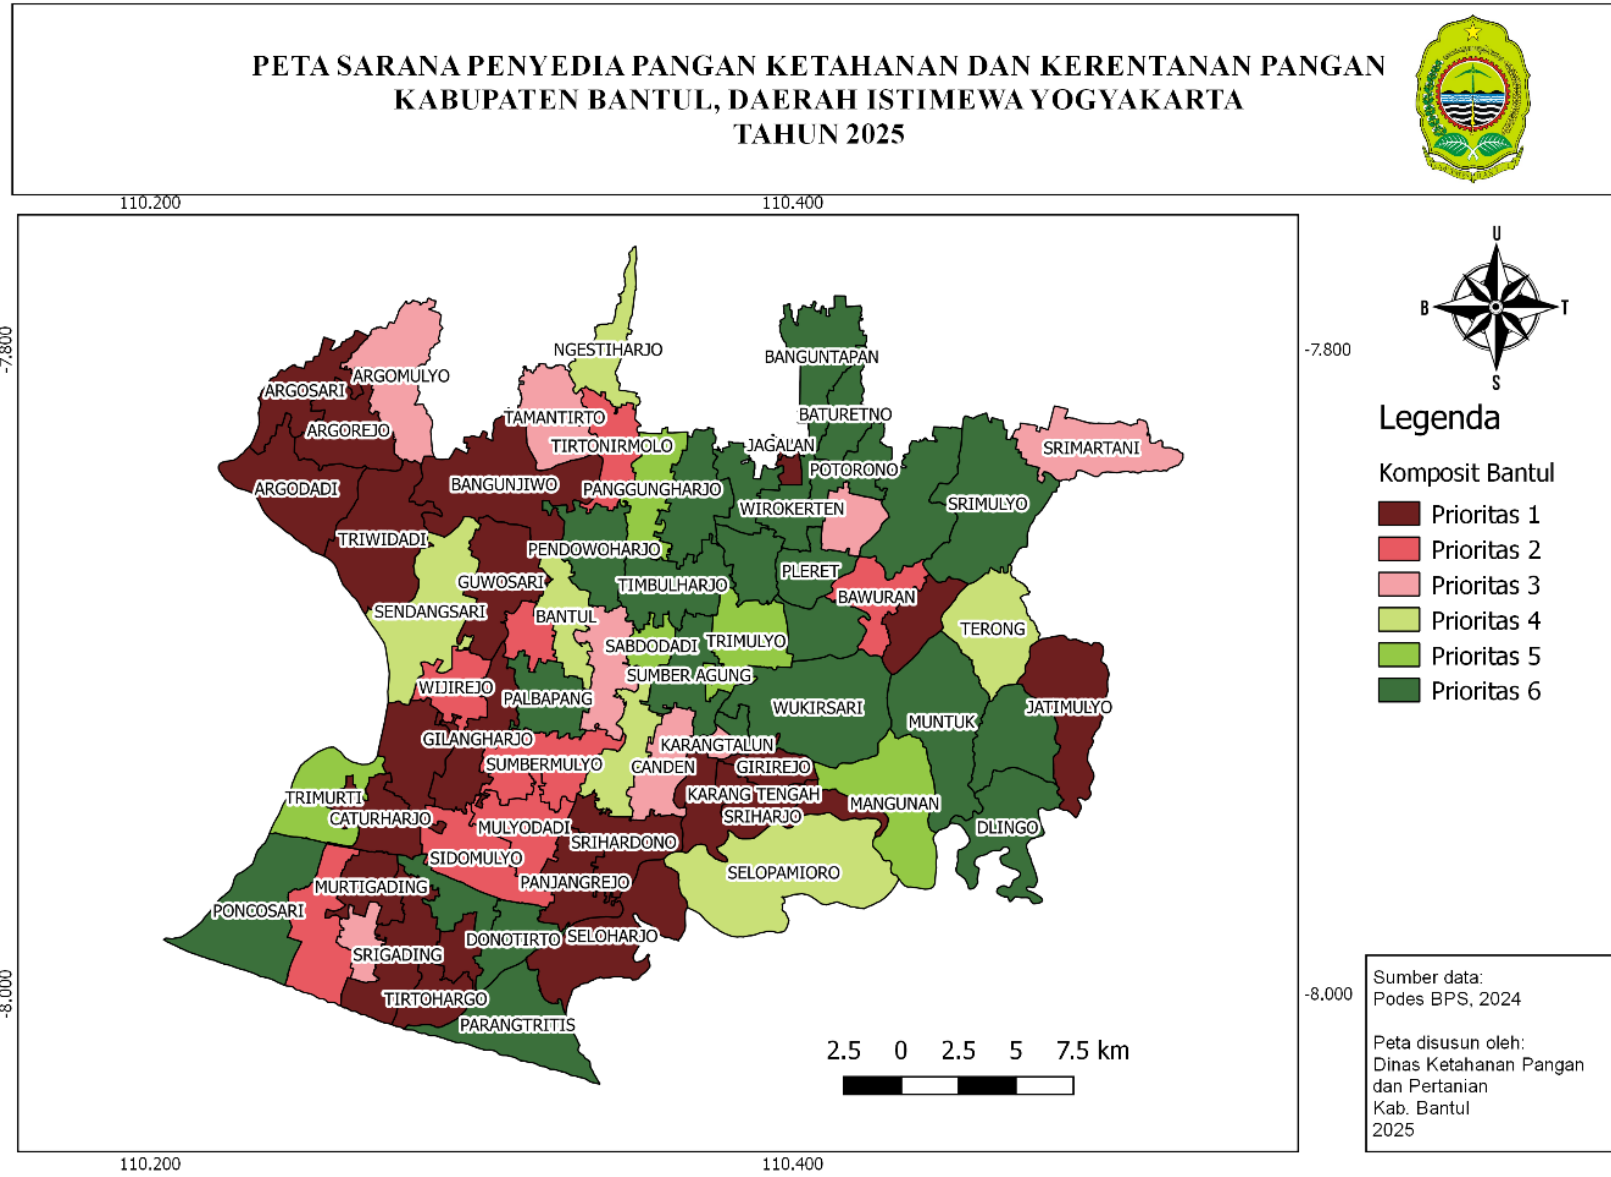 PETA SARANA PENYEDIA PANGAN KETAHANAN DAN KERENTANAN PANGAN
KABUPATEN BANTUL, DAERAH ISTIMEWA YOGYAKARTA
TAHUN 2025
110.200
110.400
-7.800
-7.800
U
B
T
S
NGESTIHARJO
BANGUNTAPAN
ARGOMULYO
ARGOSARI
TAMANTIRTO
BATURETNO
ARGOREJO
TIRTONIRMOLO
JAGALAN
SRIMARTANI
POTORONO
BANGUNJIWO
ARGODADI
PANGGUNGHARJO
WIROKERTEN
SRIMULYO
TRIWIDADI
PENDOWOHARJO
PLERET
GUWOSARI
TIMBULHARJO
BAWURAN
SENDANGSARI
BANTUL
TERONG
SABDODADI
TRIMULYO
SUMBER AGUNG
WIJIREJO
PALBAPANG
WUKIRSARI
JATIMULYO
MUNTUK
GILANGHARJO
KARANGTALUN
SUMBERMULYO
CANDEN
GIRIREJO
TRIMURTI
KARANG TENGAH
MANGUNAN
CATURHARJO
SRIHARJO
MULYODADI
DLINGO
SRIHARDONO
SIDOMULYO
SELOPAMIORO
MURTIGADING
PANJANGREJO
PONCOSARI
DONOTIRTO
SELOHARJO
SRIGADING
TIRTOHARGO
PARANGTRITIS
2.5 0 2.5 5 7.5 km
-8.000
-8.000
110.200
110.400
Legenda
Komposit Bantul
Prioritas 1
Prioritas 2
Prioritas 3
Prioritas 4
Prioritas 5
Prioritas 6
Sumber data:
Podes BPS, 2024
Peta disusun oleh:
Dinas Ketahanan Pangan
dan Pertanian
Kab. Bantul
2025